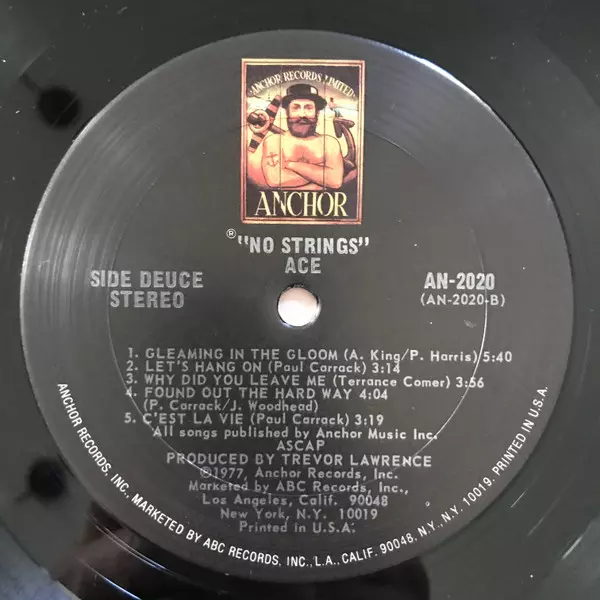 ANCHOR RECORDS LIMITED
ANCHOR
® "NO STRINGS"
ACE
SIDE DEUCE
STEREO
AN-2020
(AN-2020-B)
1. GLEAMING IN THE GLOOM (A. King/P. Harris) 5:40
2. LET'S HANG ON (Paul Carrack) 3:14
3. WHY DID YOU LEAVE ME (Terrance Comer) 3:56
4. FOUND OUT THE HARD WAY 4:04
(P. Carrack/J. Woodhead)
5. C'EST LA VIE (Paul Carrack) 3:19
All songs published by Anchor Music Inc.
ASCAP
PRODUCED BY TREVOR LAWRENCE
℗1977, Anchor Records, Inc.
Marketed by ABC Records, Inc.,
Los Angeles, Calif. 90048
New York, N.Y. 10019
Printed in U.S.A.
ANCHOR RECORDS, INC., MARKETED BY ABC RECORDS, INC., L.A., CALIF. 90048, N.Y., N.Y. 10019. PRINTED IN U.S.A.